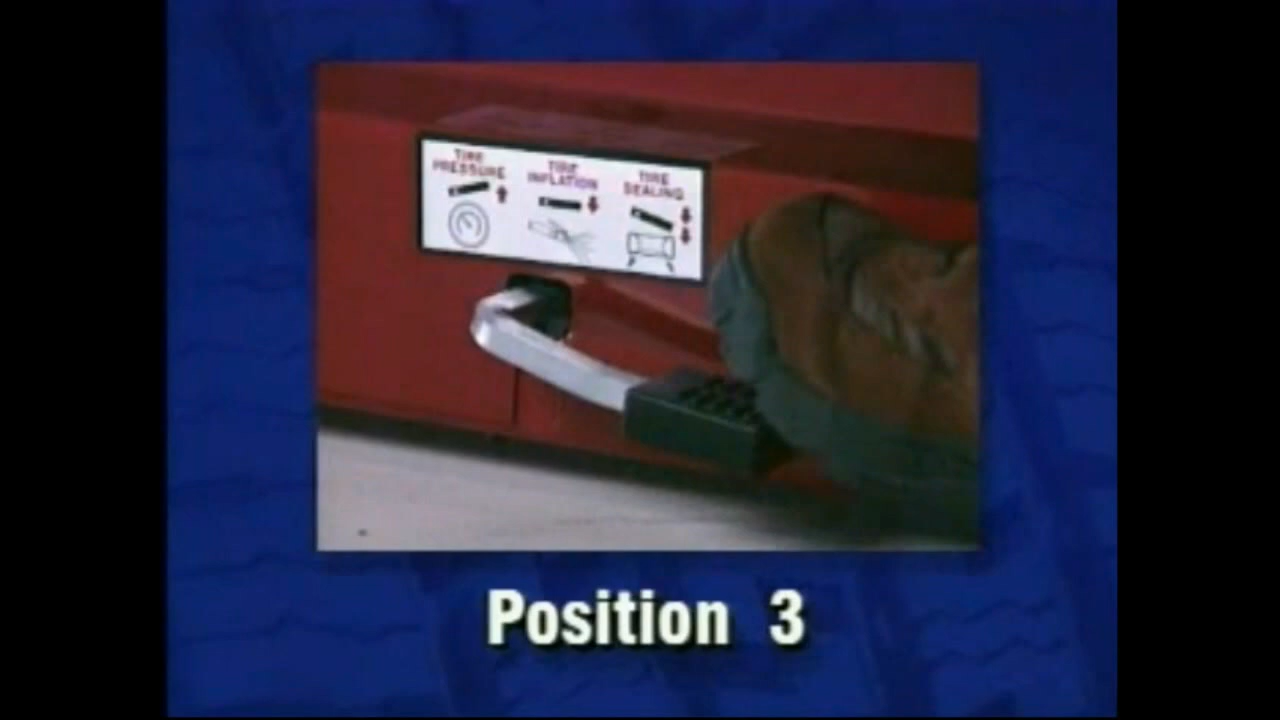 TIRE
PRESSURE
TIRE
INFLATION
TIRE
SEALING
Position 3